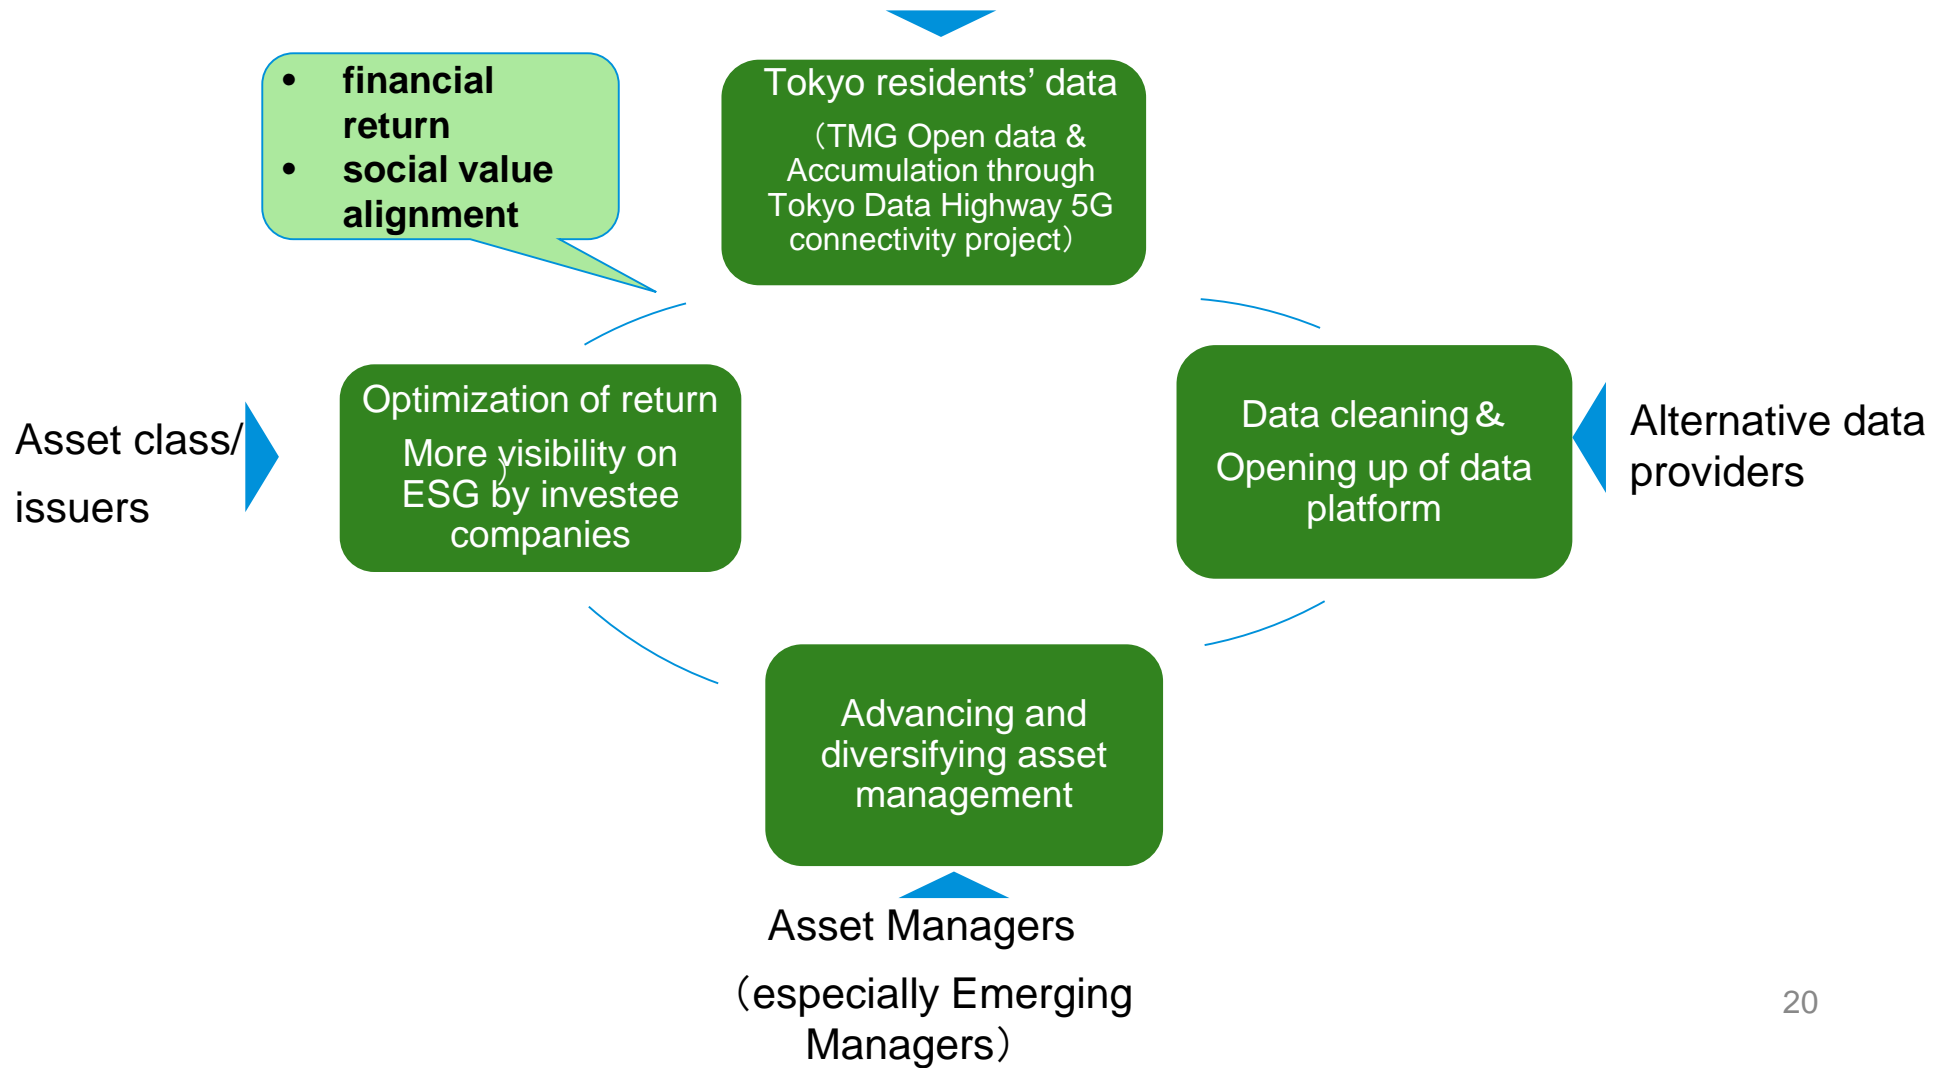 • financial
return
• social value
alignment
Tokyo residents’ data
（TMG Open data &
Accumulation through
Tokyo Data Highway 5G
connectivity project）
Asset class/
issuers
Optimization of return
）
More visibility on
ESG by investee
companies
Data cleaning＆
Opening up of data
platform
Alternative data
providers
Advancing and
diversifying asset
management
Asset Managers
（especially Emerging
Managers）
20